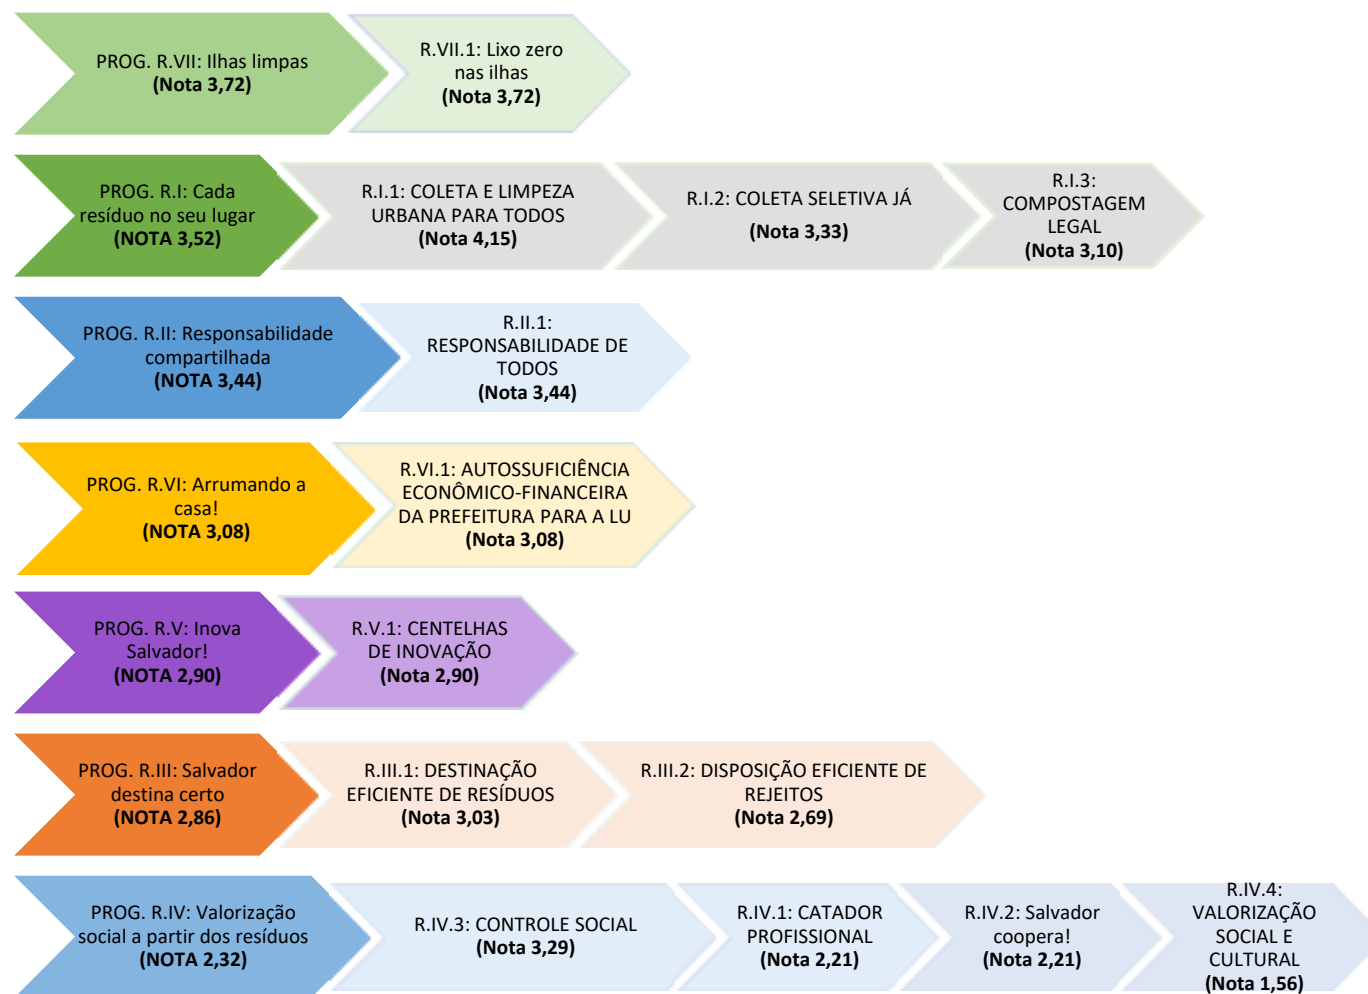 PROG. R.VII: Ilhas limpas
(Nota 3,72)
R.VII.1: Lixo zero
nas ilhas
(Nota 3,72)
PROG. R.I: Cada
resíduo no seu lugar
(NOTA 3,52)
R.I.1: COLETA E LIMPEZA
URBANA PARA TODOS
(Nota 4,15)
R.I.2: COLETA SELETIVA JÁ
(Nota 3,33)
R.I.3:
COMPOSTAGEM
LEGAL
(Nota 3,10)
PROG. R.II: Responsabilidade
compartilhada
(NOTA 3,44)
R.II.1:
RESPONSABILIDADE DE
TODOS
(Nota 3,44)
PROG. R.VI: Arrumando a
casa!
(NOTA 3,08)
R.VI.1: AUTOSSUFICIÊNCIA
ECONÔMICO-FINANCEIRA
DA PREFEITURA PARA A LU
(Nota 3,08)
PROG. R.V: Inova
Salvador!
(NOTA 2,90)
R.V.1: CENTELHAS
DE INOVAÇÃO
(Nota 2,90)
PROG. R.III: Salvador
destina certo
(NOTA 2,86)
R.III.1: DESTINAÇÃO
EFICIENTE DE RESÍDUOS
(Nota 3,03)
R.III.2: DISPOSIÇÃO EFICIENTE DE
REJEITOS
(Nota 2,69)
PROG. R.IV: Valorização
social a partir dos resíduos
(NOTA 2,32)
R.IV.3: CONTROLE SOCIAL
(Nota 3,29)
R.IV.1: CATADOR
PROFISSIONAL
(Nota 2,21)
R.IV.2: Salvador
coopera!
(Nota 2,21)
R.IV.4:
VALORIZAÇÃO
SOCIAL E
CULTURAL
(Nota 1,56)